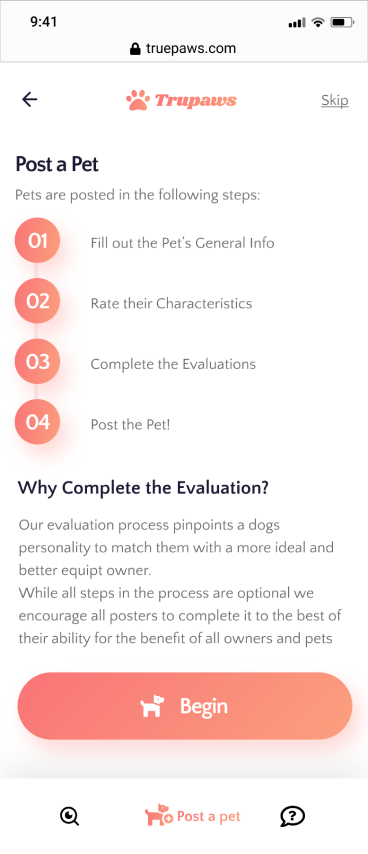 9:41
truepaws.com
Trupaws
Skip
Post a Pet
Pets are posted in the following steps:
01 Fill out the Pet's General Info
02 Rate their Characteristics
03 Complete the Evaluations
04 Post the Pet!
Why Complete the Evaluation?
Our evaluation process pinpoints a dogs
personality to match them with a more ideal and
better equipt owner.
While all steps in the process are optional we
encourage all posters to complete it to the best of
their ability for the benefit of all owners and pets
Begin
Post a pet
?